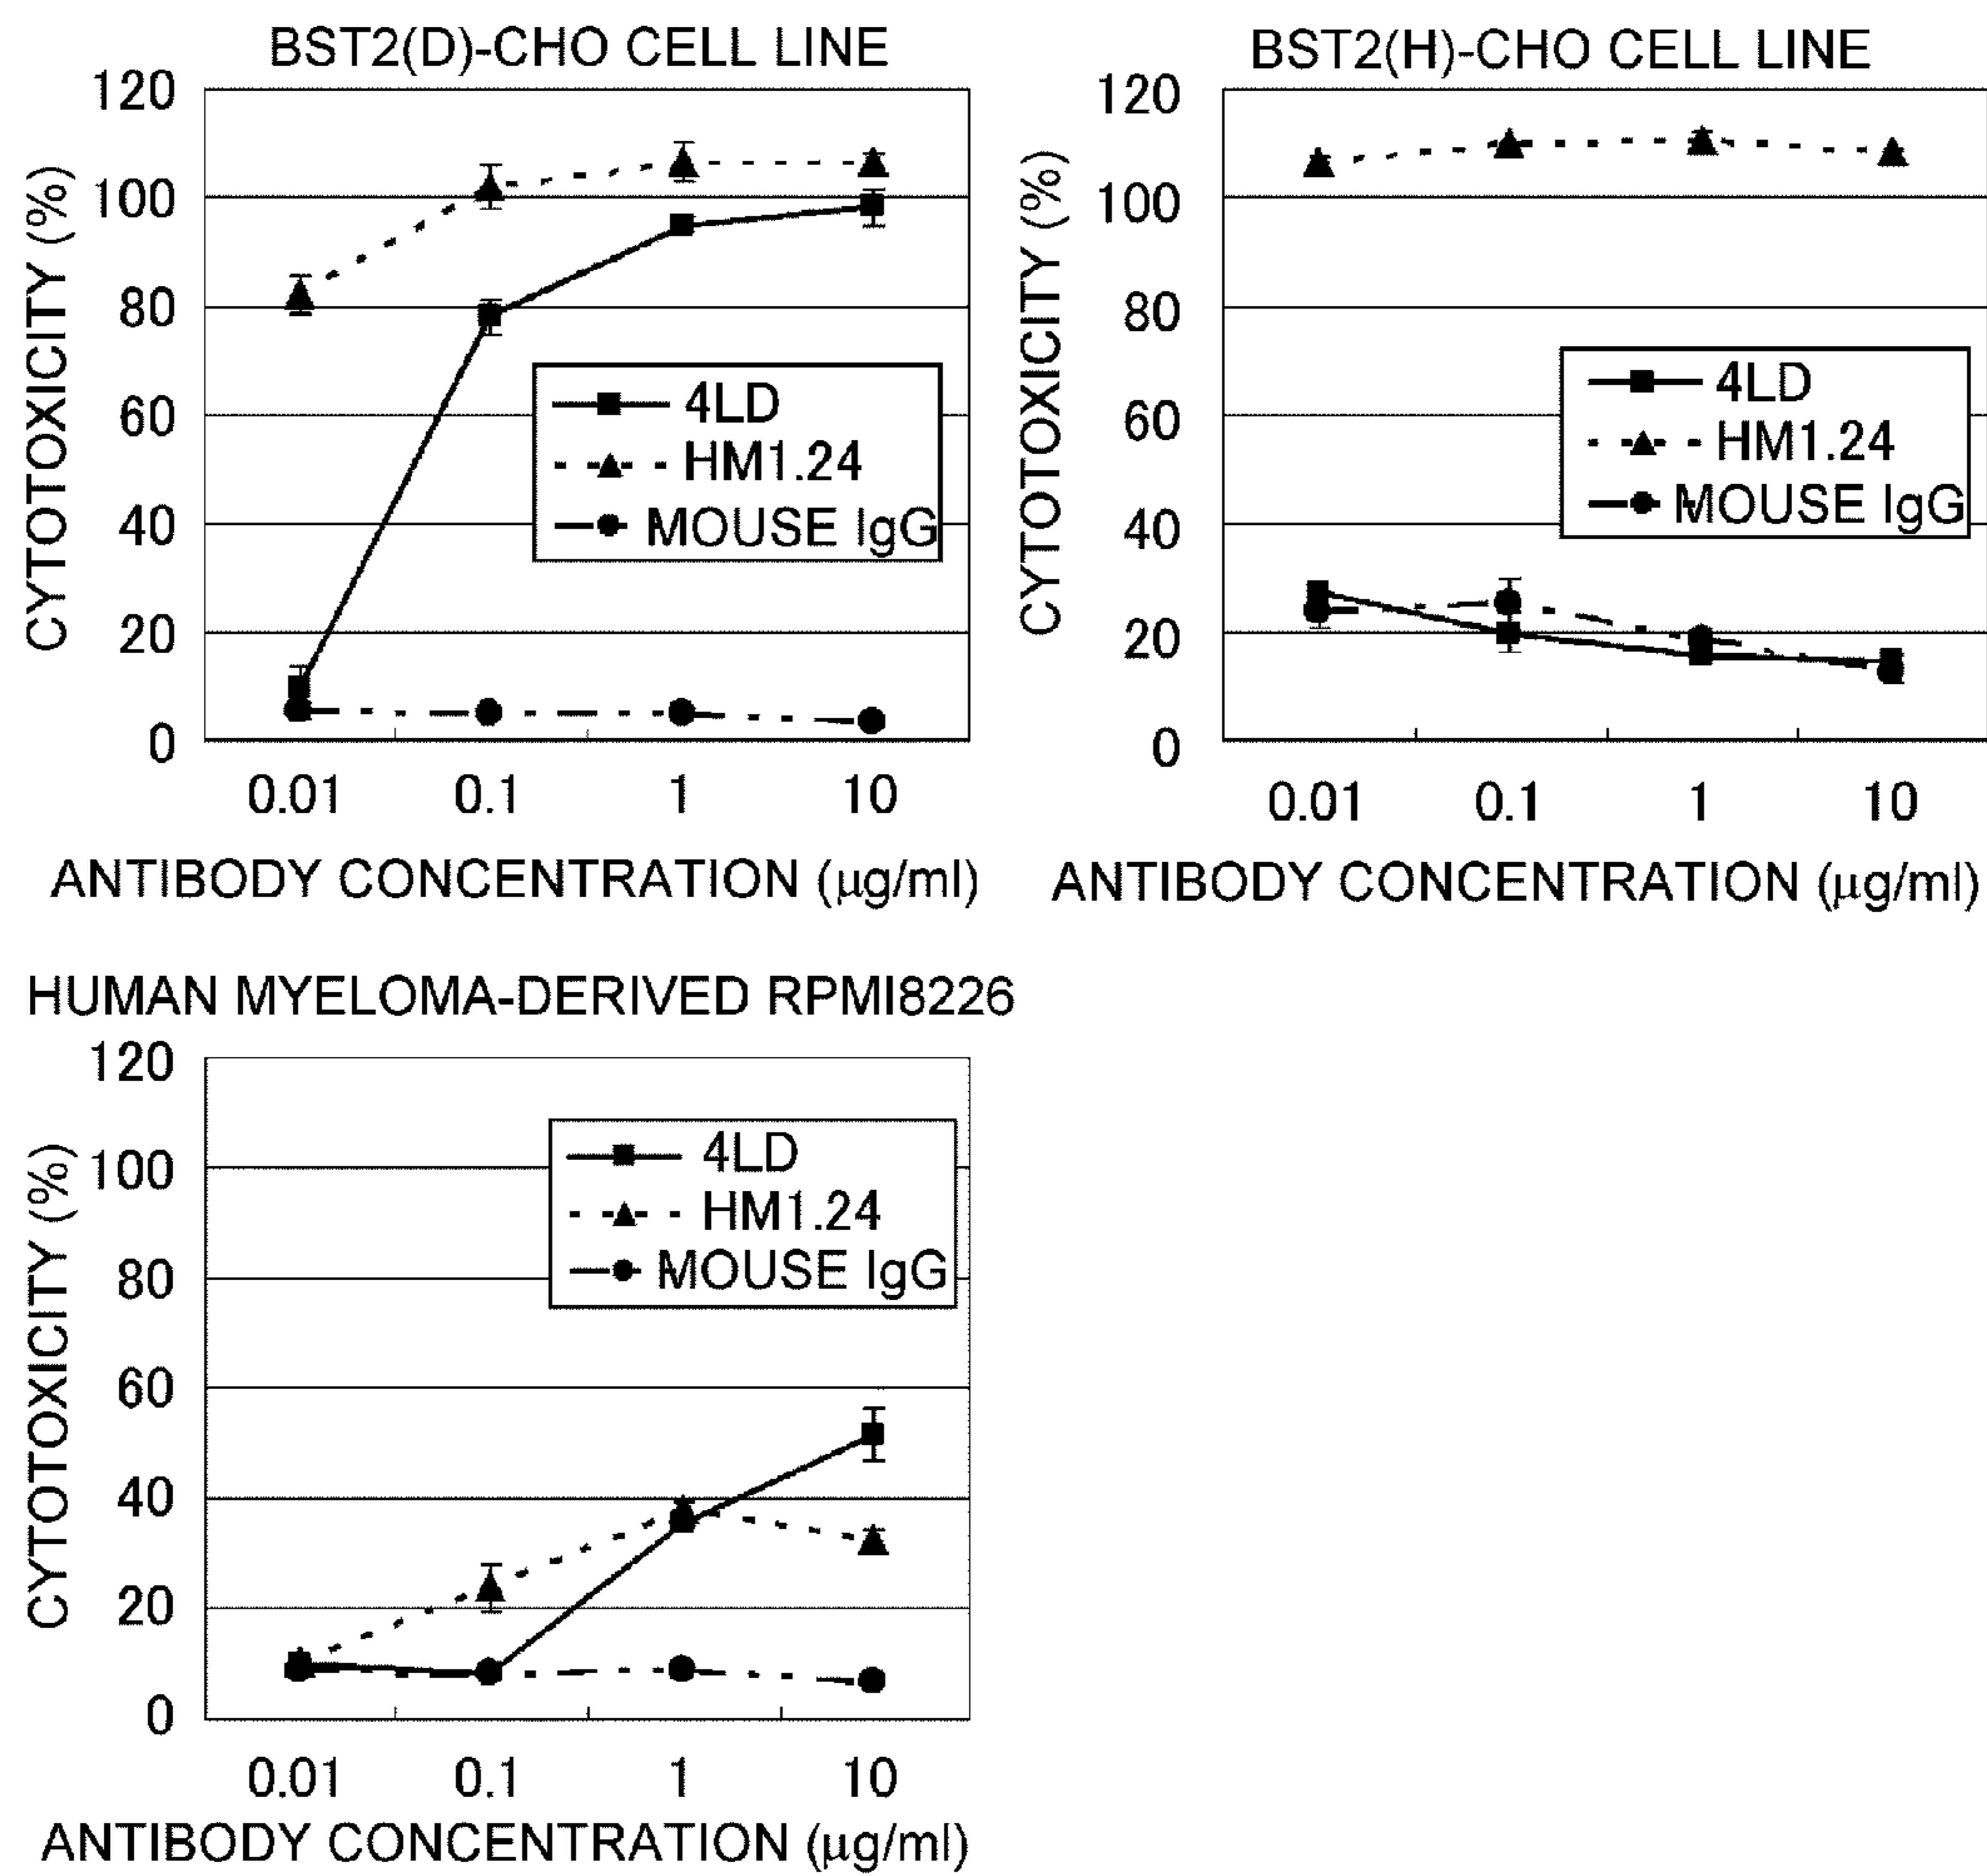 BST2(D)-CHO CELL LINE
120
100
80
60
40
20
0
CYTOTOXICITY (%)
4LD
HM1.24
MOUSE IgG
0.01 0.1 1 10
ANTIBODY CONCENTRATION (μg/ml)
BST2(H)-CHO CELL LINE
120
100
80
60
40
20
0
CYTOTOXICITY (%)
4LD
HM1.24
MOUSE IgG
0.01 0.1 1 10
ANTIBODY CONCENTRATION (μg/ml)
HUMAN MYELOMA-DERIVED RPMI8226
120
100
80
60
40
20
0
CYTOTOXICITY (%)
4LD
HM1.24
MOUSE IgG
0.01 0.1 1 10
ANTIBODY CONCENTRATION (μg/ml)